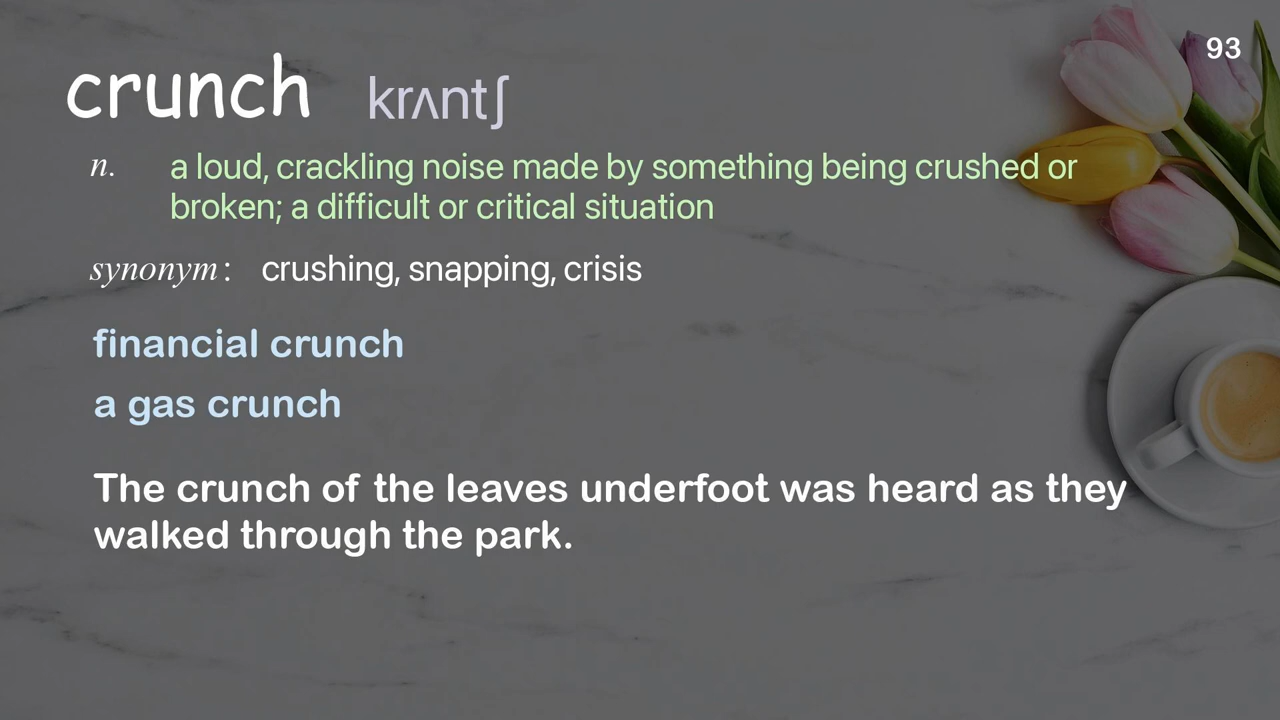 93
crunch krʌntʃ
n. a loud, crackling noise made by something being crushed or
broken; a difficult or critical situation
synonym: crushing, snapping, crisis
financial crunch
a gas crunch
The crunch of the leaves underfoot was heard as they
walked through the park.